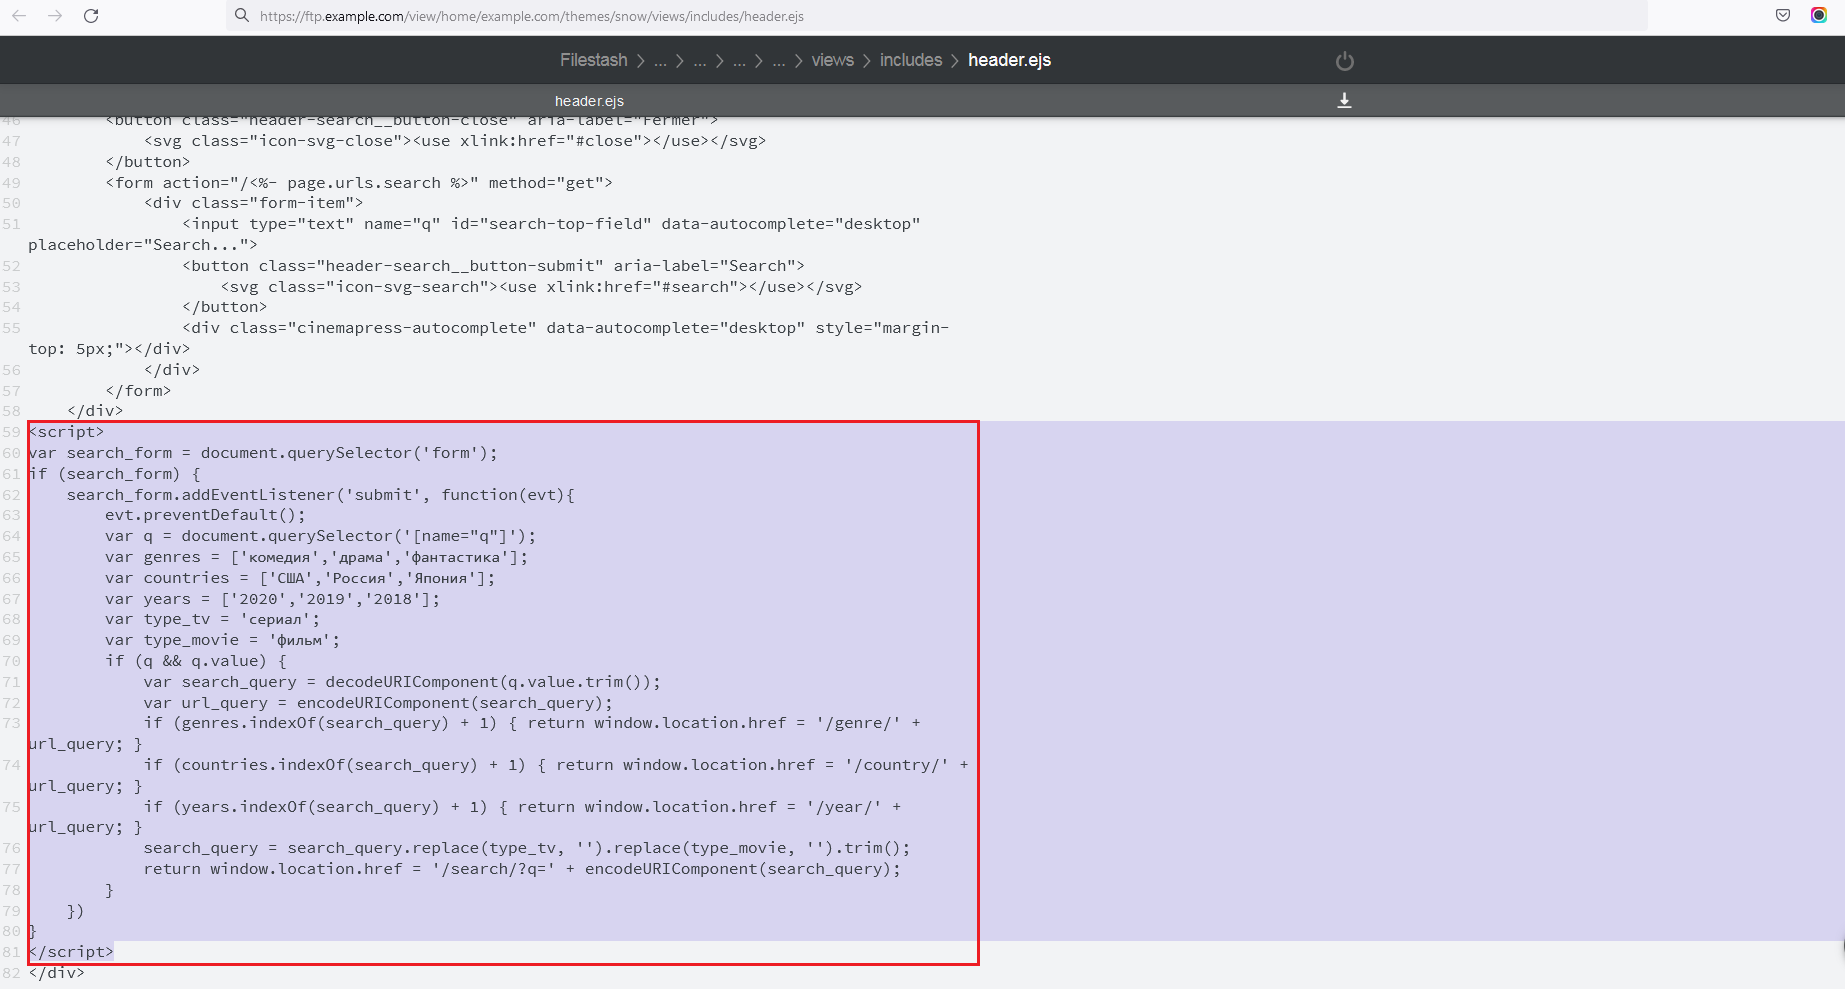 https://ftp.example.com/view/home/example.com/themes/snow/views/includes/header.ejs
Filestash > ... > ... > ... > ... > views > includes > header.ejs
header.ejs
46 <button class="header-search__button-close" aria-label="Fermer">
47 <svg class="icon-svg-close"><use xlink:href="#close"></use></svg>
48 </button>
49 <form action="/<%- page.urls.search %>" method="get">
50 <div class="form-item">
51 <input type="text" name="q" id="search-top-field" data-autocomplete="desktop"
placeholder="Search...">
52 <button class="header-search__button-submit" aria-label="Search">
53 <svg class="icon-svg-search"><use xlink:href="#search"></use></svg>
54 </button>
55 <div class="cinemapress-autocomplete" data-autocomplete="desktop" style="margin-
top: 5px;"></div>
56 </div>
57 </form>
58 </div>
59 <script>
60 var search_form = document.querySelector('form');
61 if (search_form) {
62 search_form.addEventListener('submit', function(evt){
63 evt.preventDefault();
64 var q = document.querySelector('[name="q"]');
65 var genres = ['комедия','драма','фантастика'];
66 var countries = ['США','Россия','Япония'];
67 var years = ['2020','2019','2018'];
68 var type_tv = 'сериал';
69 var type_movie = 'фильм';
70 if (q && q.value) {
71 var search_query = decodeURIComponent(q.value.trim());
72 var url_query = encodeURIComponent(search_query);
73 if (genres.indexOf(search_query) + 1) { return window.location.href = '/genre/' +
url_query; }
74 if (countries.indexOf(search_query) + 1) { return window.location.href = '/country/' +
url_query; }
75 if (years.indexOf(search_query) + 1) { return window.location.href = '/year/' +
url_query; }
76 search_query = search_query.replace(type_tv, '').replace(type_movie, '').trim();
77 return window.location.href = '/search/?q=' + encodeURIComponent(search_query);
78 }
79 })
80 }
81 </script>
82 </div>